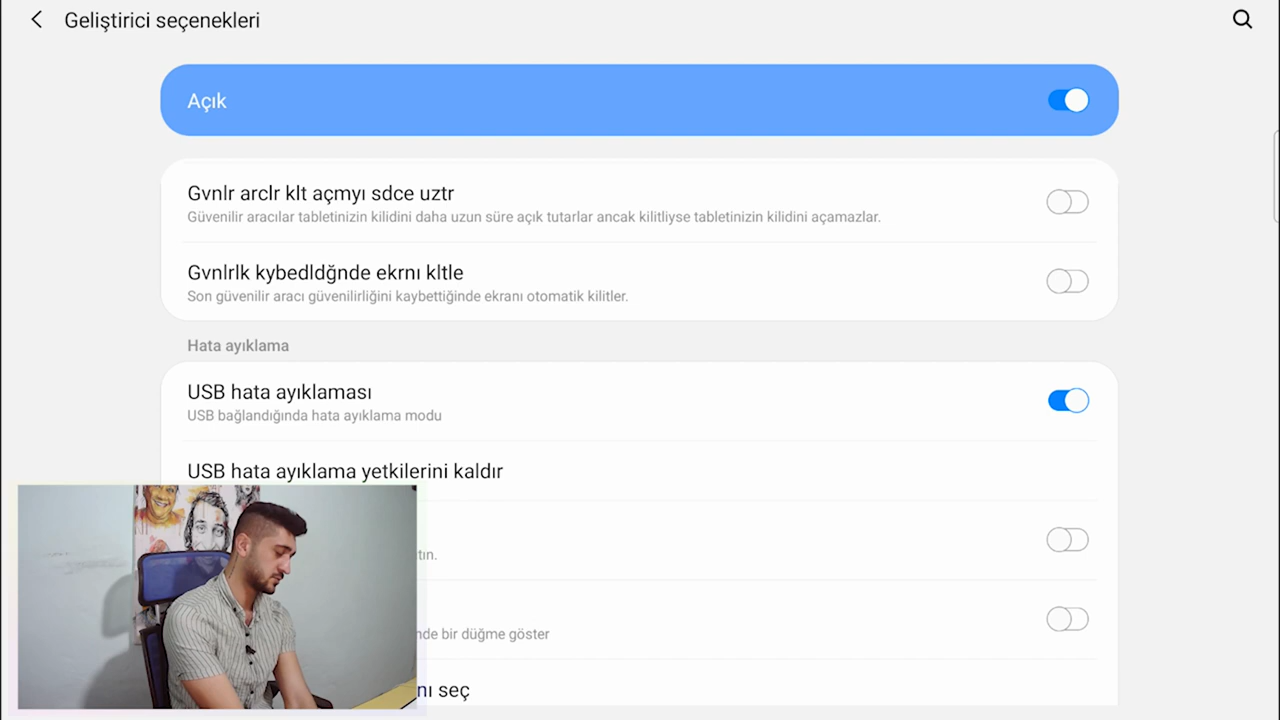 Geliştirici seçenekleri
Açık
Gvnlr arclr klt açmyı sdce uztr
Güvenilir aracılar tabletinizin kilidini daha uzun süre açık tutarlar ancak kilitliyse tabletinizin kilidini açamazlar.
Gvnlrlk kybedldğnde ekrnı kltle
Son güvenilir aracı güvenilirliğini kaybettiğinde ekranı otomatik kilitler.
Hata ayıklama
USB hata ayıklaması
USB bağlandığında hata ayıklama modu
USB hata ayıklama yetkilerini kaldır
tın.
nde bir düğme göster
nı seç